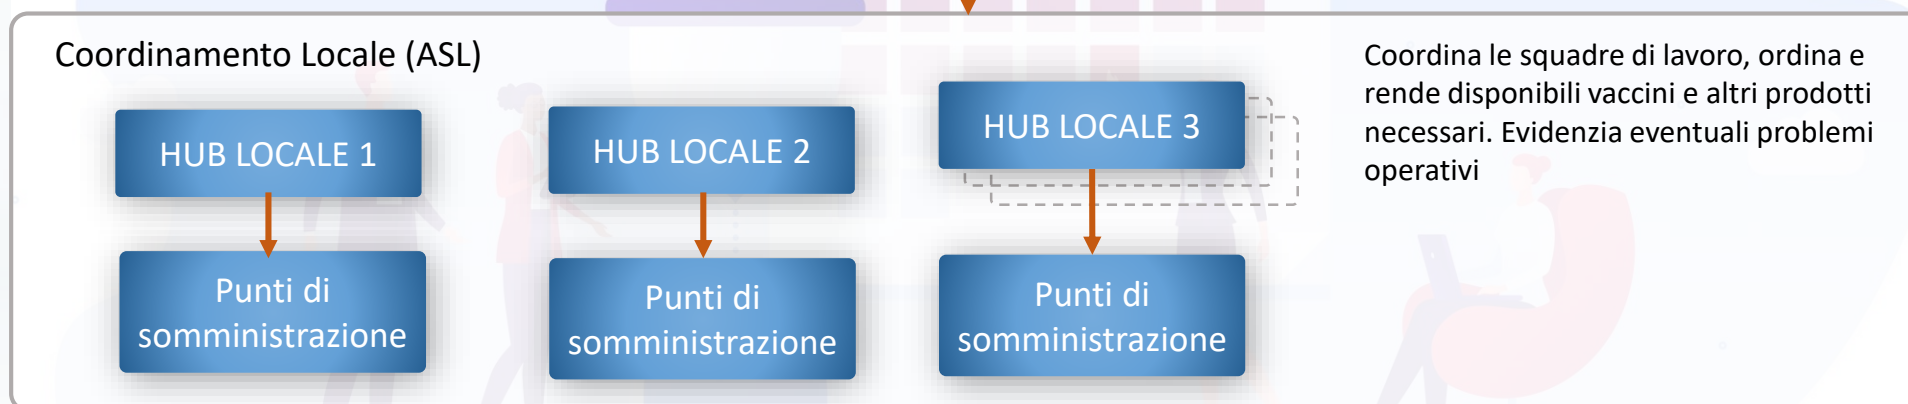 Coordinamento Locale (ASL)
HUB LOCALE 1
HUB LOCALE 2
HUB LOCALE 3
Punti di
somministrazione
Punti di
somministrazione
Punti di
somministrazione
Coordina le squadre di lavoro, ordina e
rende disponibili vaccini e altri prodotti
necessari. Evidenzia eventuali problemi
operativi